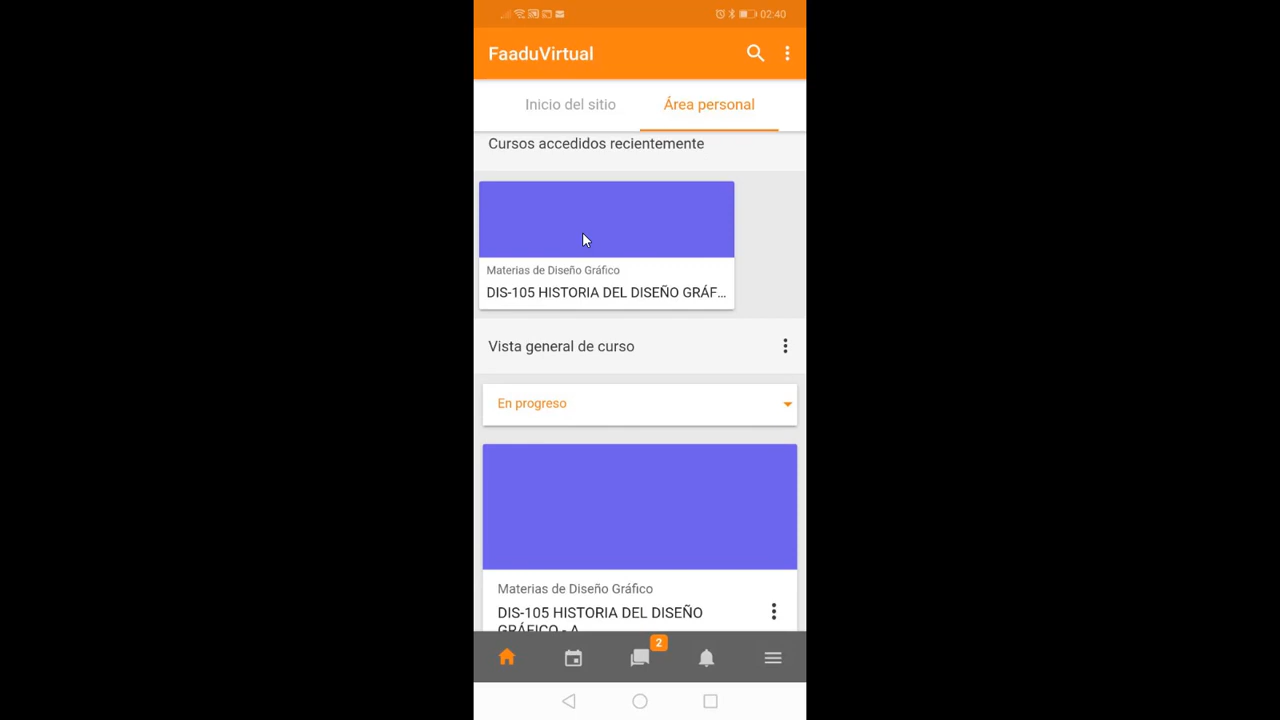 02:40
FaaduVirtual
Inicio del sitio
Área personal
Cursos accedidos recientemente
Materias de Diseño Gráfico
DIS-105 HISTORIA DEL DISEÑO GRÁF...
Vista general de curso
En progreso
Materias de Diseño Gráfico
DIS-105 HISTORIA DEL DISEÑO
GRÁFICO - A
2